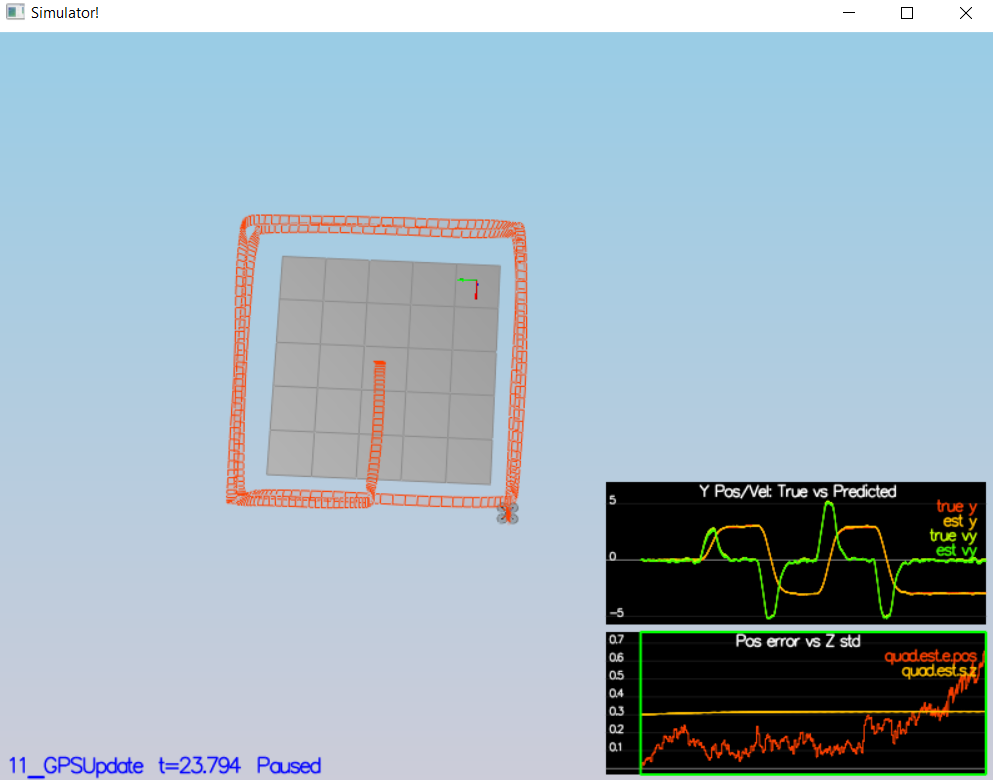 Simulator!
Y Pos/Vel: True vs Predicted
5
true y
est y
true vy
0
est vy
-5
Pos error vs Z std
0.7
0.6
quad.est.e.pos
0.5
quad.est.s.z
0.4
0.3
0.2
0.1
11_GPSUpdate t=23.794 Paused